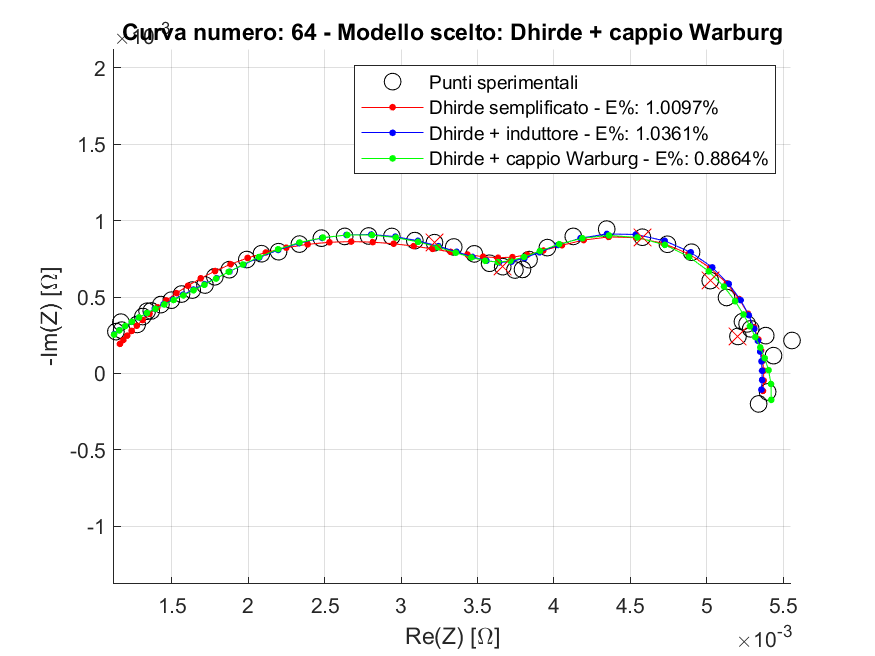 ×10⁻³
Curva numero: 64 - Modello scelto: Dhirde + cappio Warburg
Punti sperimentali
Dhirde semplificato - E%: 1.0097%
Dhirde + induttore - E%: 1.0361%
Dhirde + cappio Warburg - E%: 0.8864%
-Im(Z) [Ω]
2
1.5
1
0.5
0
-0.5
-1
1.5 2 2.5 3 3.5 4 4.5 5 5.5
Re(Z) [Ω]
×10⁻³